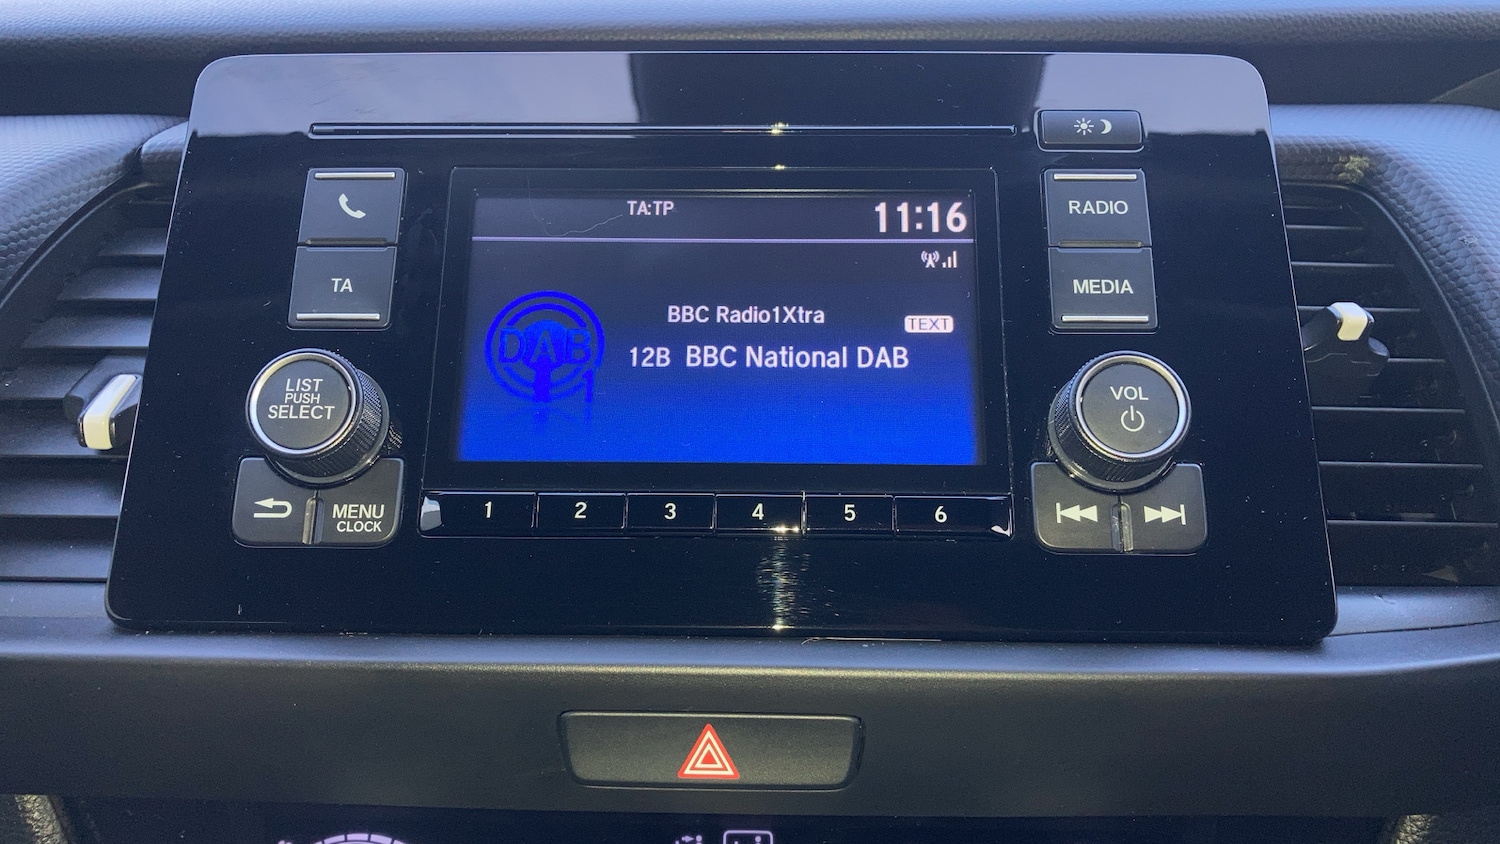 TA:TP
11:16
RADIO
TA
MEDIA
BBC Radio1Xtra
TEXT
DAB
1
12B BBC National DAB
LIST
PUSH
SELECT
VOL
MENU
CLOCK
1 2 3 4 5 6